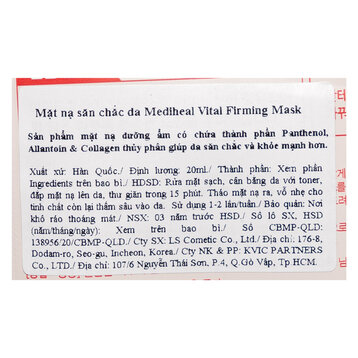 Mặt nạ săn chắc da Mediheal Vital Firming Mask
Sản phẩm mặt nạ dưỡng ẩm có chứa thành phần Panthenol,
Allantoin & Collagen thủy phân giúp da săn chắc và khỏe mạnh hơn.
Xuất xứ: Hàn Quốc./ Định lượng: 20ml./ Thành phần: Xem phần
Ingredients trên bao bì./ HDSD: Rửa mặt sạch, cân bằng da với toner,
đắp mặt nạ lên da, thư giãn trong 15 phút. Tháo mặt nạ ra, vỗ nhẹ cho
tinh chất còn lại thấm sâu vào da. Sử dụng 1-2 lần/tuần./ Bảo quản: Nơi
khô ráo thoáng mát./ NSX: 03 năm trước HSD./ Số lô SX, HSD
(năm/tháng/ngày): Xem trên bao bì./ Số CBMP-QLD:
138956/20/CBMP-QLD./ Cty SX: LS Cometic Co., Ltd./ Địa chỉ: 176-8,
Dodam-ro, Seo-gu, Incheon, Korea./ Cty NK & PP: KVIC PARTNERS
Co., Ltd./ Địa chỉ: 107/6 Nguyễn Thái Sơn, P.4, Q.Gò Vấp, Tp HCM.